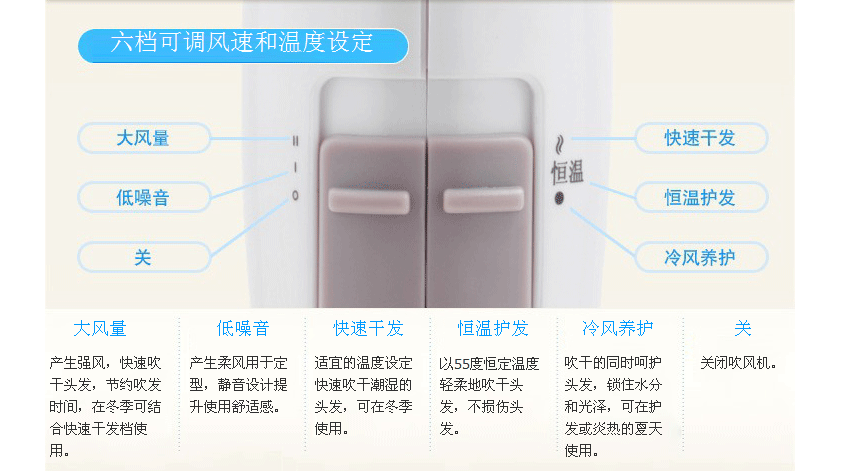 六档可调风速和温度设定
大风量
低噪音
关
II
I
O
恒温
快速干发
恒温护发
冷风养护
大风量
产生强风，快速吹
干头发，节约吹发
时间，在冬季可结
合快速干发档使
用。
低噪音
产生柔风用于定
型，静音设计提
升使用舒适感。
快速干发
适宜的温度设定
快速吹干潮湿的
头发，可在冬季
使用。
恒温护发
以55度恒定温度
轻柔地吹干头
发，不损伤头
发。
冷风养护
吹干的同时呵护
头发，锁住水分
和光泽，可在护
发或炎热的夏天
使用。
关
关闭吹风机。